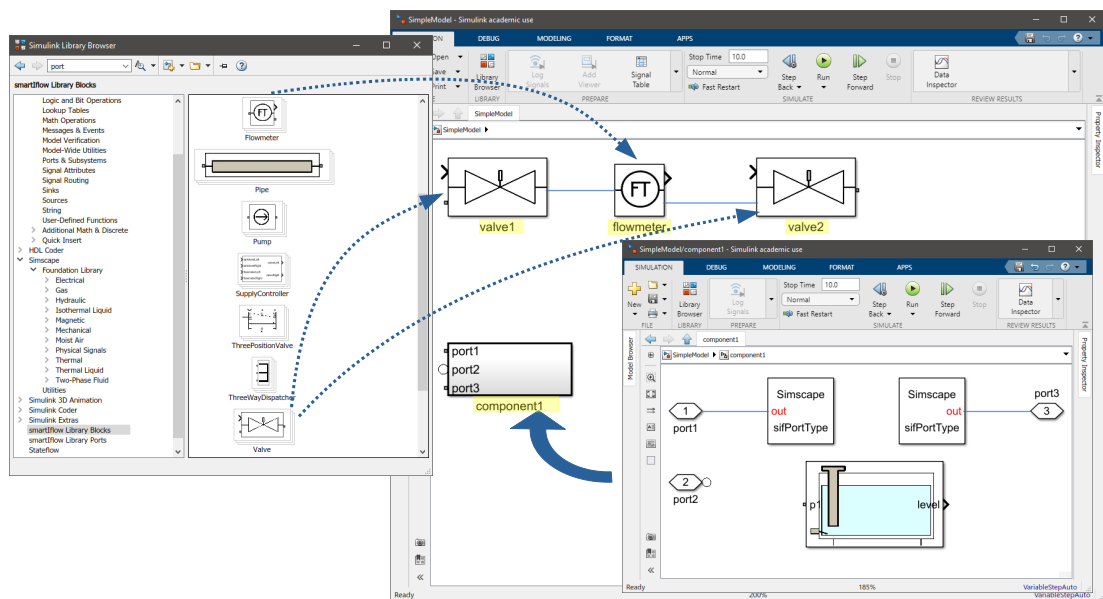 SimpleModel - Simulink academic use
DEBUG
MODELING
FORMAT
APPS
Stop Time 10.0
Normal
Fast Restart
Library
Browser
Log
Signals
Add
Viewer
Signal
Table
Step
Back
Run
Step
Forward
Stop
Data
Inspector
LIBRARY
PREPARE
SIMULATE
REVIEW RESULTS
SimpleModel
SimpleModel
Property Inspector
valve1
FT
flowmeter
valve2
port1
port2
port3
component1
Ready
200%
VariableStepAuto
Simulink Library Browser
port
smartIflow Library Blocks
Logic and Bit Operations
Lookup Tables
Math Operations
Messages & Events
Model Verification
Model-Wide Utilities
Ports & Subsystems
Signal Attributes
Signal Routing
Sinks
Sources
String
User-Defined Functions
Additional Math & Discrete
Quick Insert
HDL Coder
Simscape
Foundation Library
Electrical
Gas
Hydraulic
Isothermal Liquid
Magnetic
Mechanical
Moist Air
Physical Signals
Thermal
Thermal Liquid
Two-Phase Fluid
Utilities
Simulink 3D Animation
Simulink Coder
Simulink Extras
smartIflow Library Blocks
smartIflow Library Ports
Stateflow
FT
Flowmeter
Pipe
Pump
SupplyController
ThreePositionValve
ThreeWayDispatcher
Valve
SimpleModel/component1 - Simulink academic use
SIMULATION
DEBUG
MODELING
FORMAT
APPS
New
Library
Browser
Log
Signals
Stop Time 10.0
Normal
Fast Restart
Step
Back
Run
Step
Forward
Stop
Data
Inspector
FILE
LIBRARY
PREPARE
SIMULATE
REVIEW RESULTS
component1
SimpleModel
component1
Model Browser
Property Inspector
1
port1
Simscape
out
sifPortType
Simscape
out
sifPortType
port3
3
2
port2
p1
level
Ready
185%
VariableStepAuto